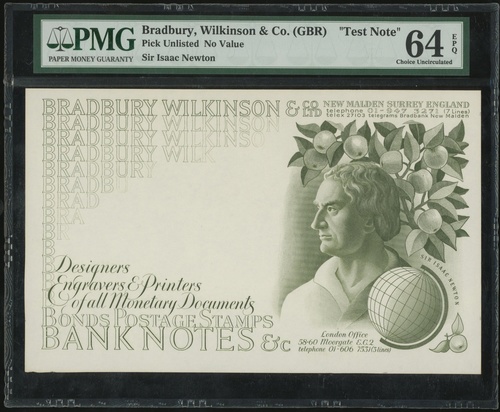 PMG
PAPER MONEY GUARANTY
Bradbury, Wilkinson & Co. (GBR) "Test Note"
Pick Unlisted No Value
Sir Isaac Newton
64 EPQ
Choice Uncirculated
BRADBURY WILKINSON & CO LTD NEW MALDEN SURREY ENGLAND
telephone 01-947 3271 (7 Lines)
telex 27103 telegrams Bradbank New Malden
BRADBURY WILKINSON
BRADBURY WILKINSO
BRADBURY WILK
BRADBURY
BRADBU
BRAD
BRA
SIR ISAAC NEWTON
Designers
Engravers & Printers
of all Monetary Documents
BONDS POSTAGE STAMPS
BANK NOTES &c
London Office
58-60 Moorgate E.C.2
telephone 01-606 7531 (3 lines)